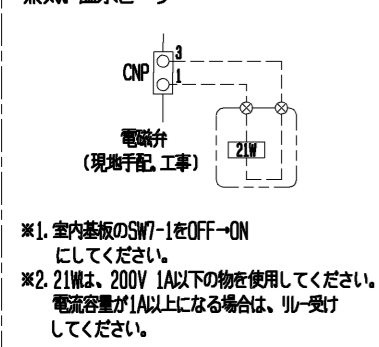 3
CNP
1
電磁弁
(現地手配、工事)
21W
※1. 室内基板のSW7-1をOFF→ON
にしてください。
※2. 21Wは、200V 1A以下の物を使用してください。
電流容量が1A以上になる場合は、リレー受け
してください。